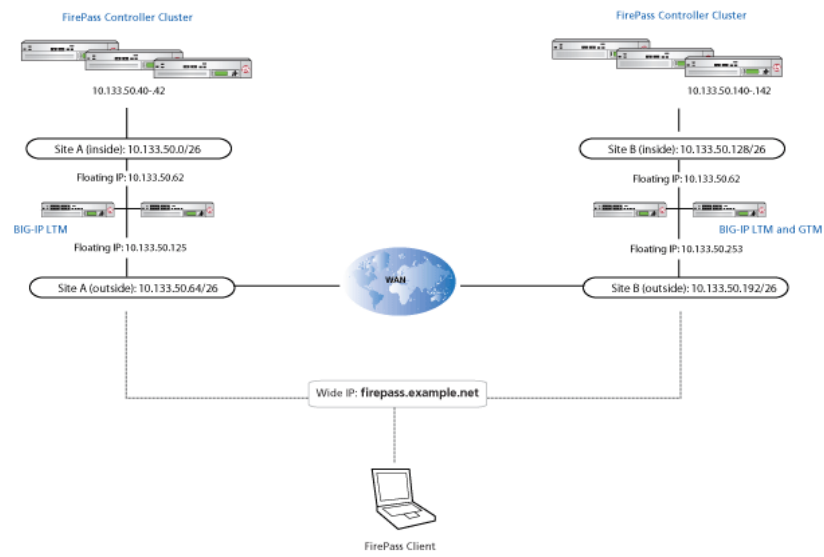 FirePass Controller Cluster
FirePass Controller Cluster
10.133.50.40-.42
10.133.50.140-.142
Site A (inside): 10.133.50.0/26
Site B (inside): 10.133.50.128/26
Floating IP: 10.133.50.62
Floating IP: 10.133.50.62
BIG-IP LTM
BIG-IP LTM and GTM
Floating IP: 10.133.50.125
Floating IP: 10.133.50.253
WAN
Site A (outside): 10.133.50.64/26
Site B (outside): 10.133.50.192/26
Wide IP: firepass.example.net
FirePass Client